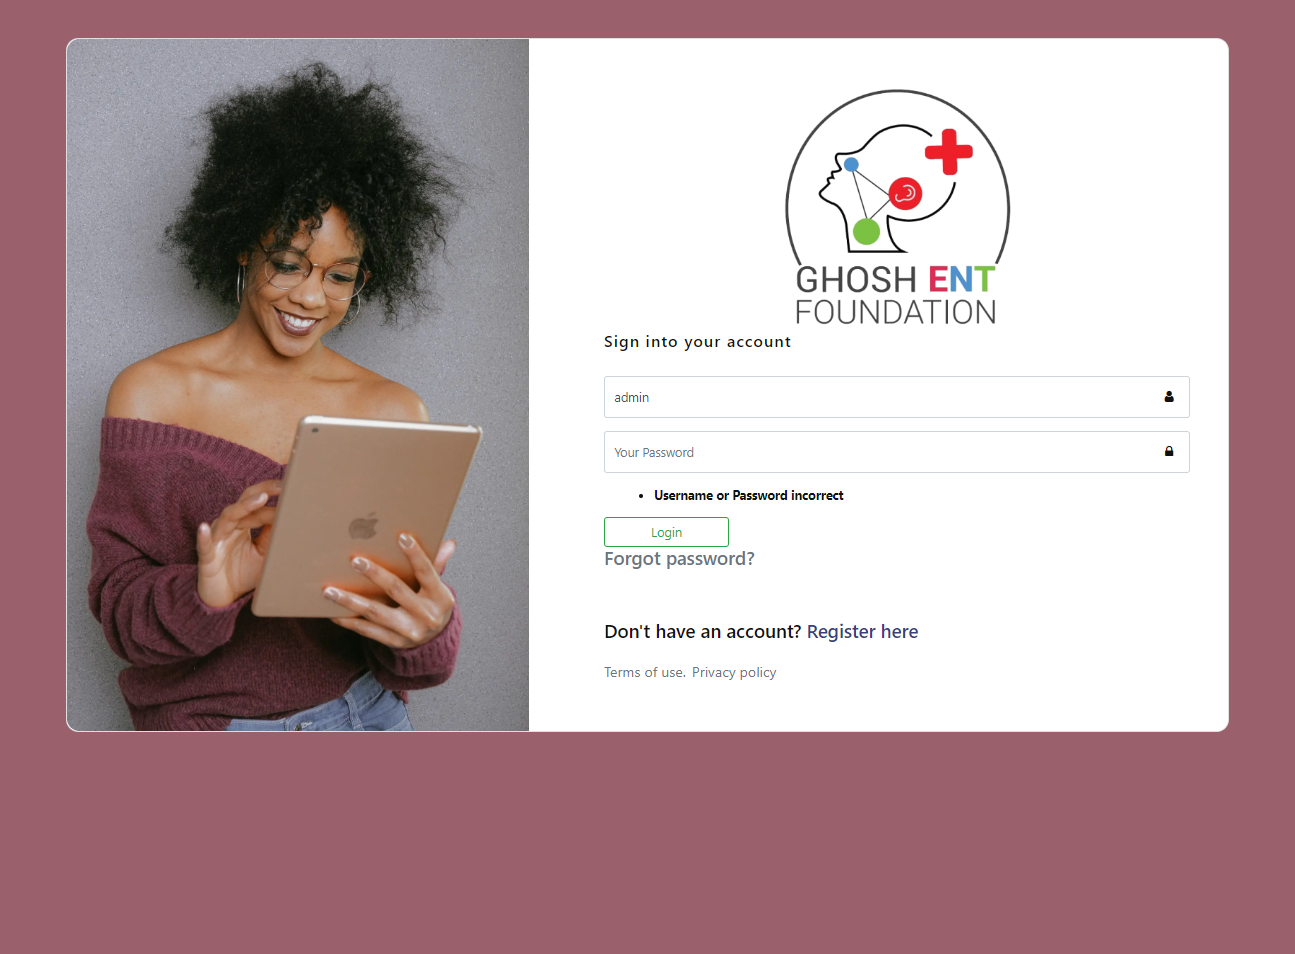 GHOSH ENT
FOUNDATION
Sign into your account
admin
Your Password
Username or Password incorrect
Login
Forgot password?
Don't have an account? Register here
Terms of use. Privacy policy